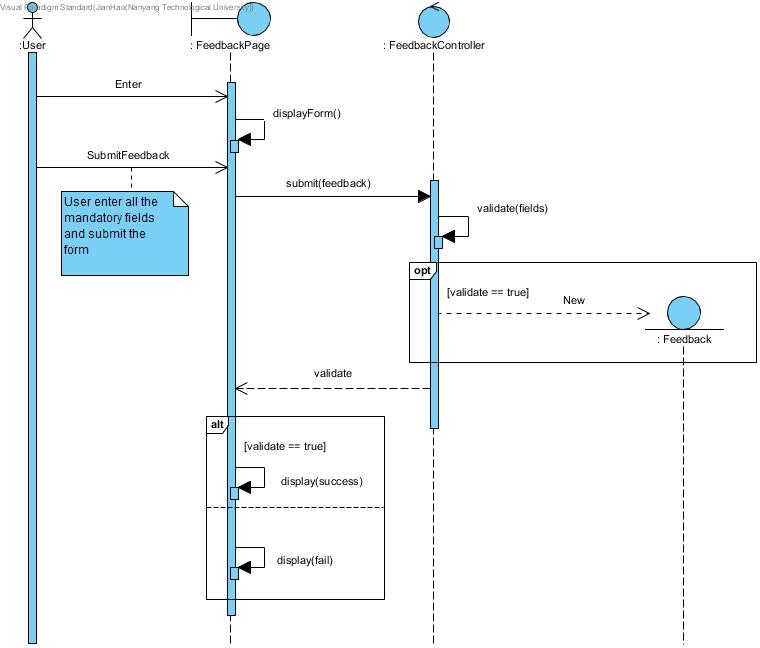 Visual Paradigm Standard(JianHao(Nanyang Technological University))
:User
: FeedbackPage
: FeedbackController
Enter
displayForm()
SubmitFeedback
submit(feedback)
User enter all the
mandatory fields
and submit the
form
validate(fields)
opt
[validate == true]
New
: Feedback
validate
alt
[validate == true]
display(success)
display(fail)